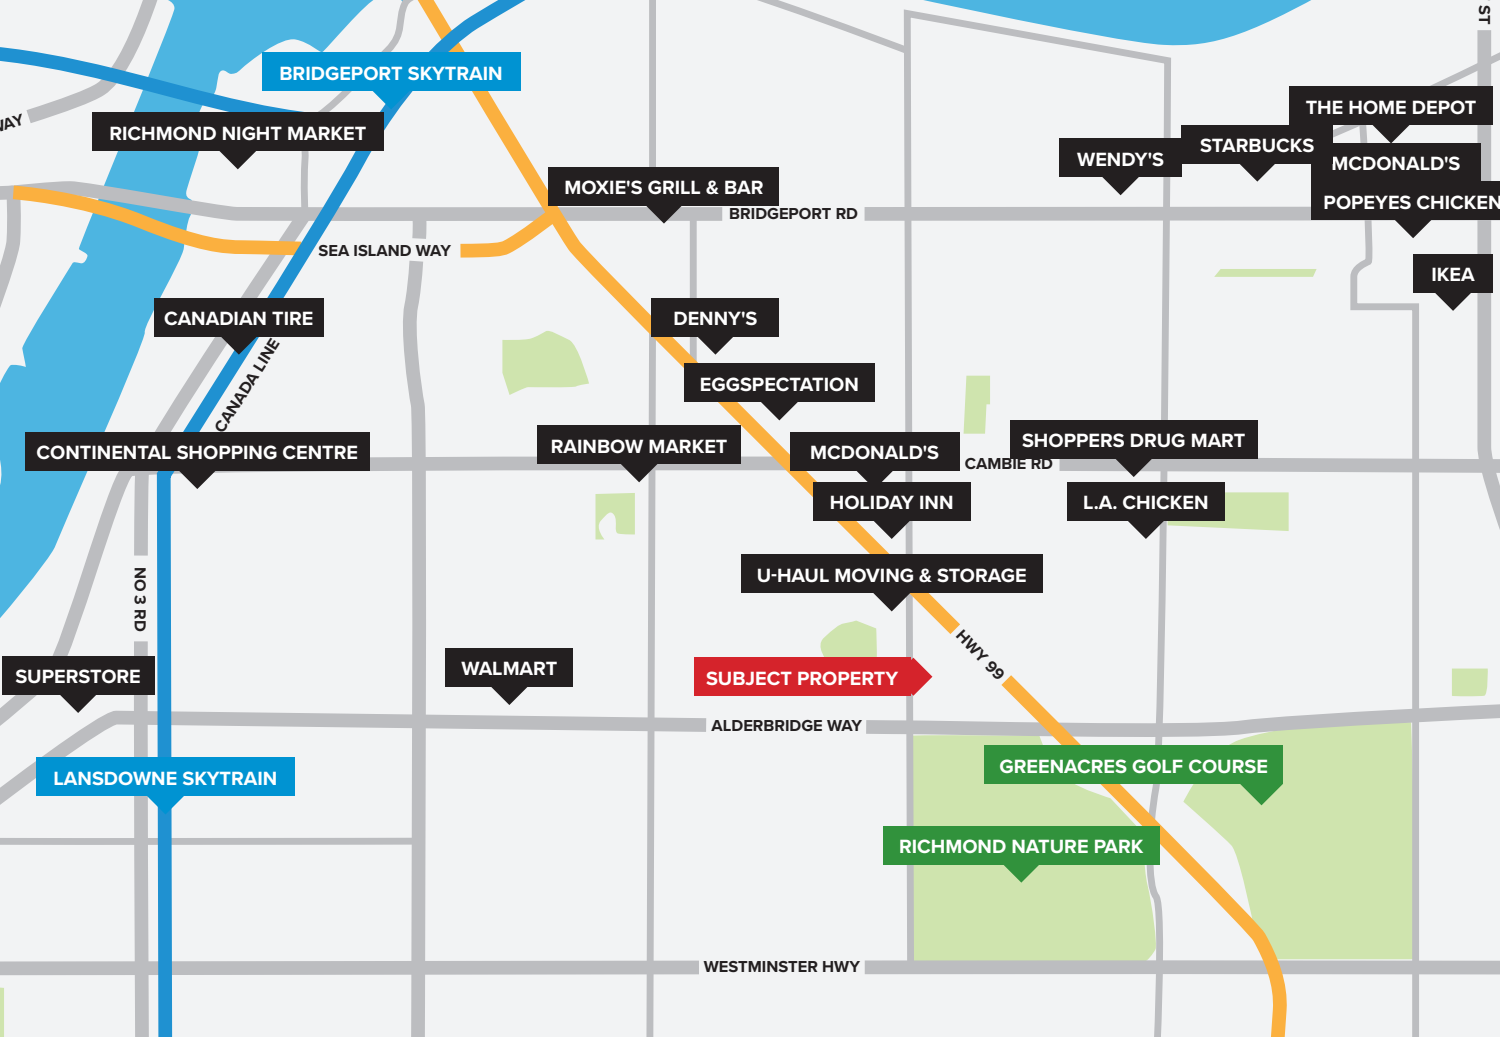 ST
BRIDGEPORT SKYTRAIN
THE HOME DEPOT
WAY
RICHMOND NIGHT MARKET
STARBUCKS
WENDY'S
MCDONALD'S
MOXIE'S GRILL & BAR
POPEYES CHICKEN
BRIDGEPORT RD
SEA ISLAND WAY
IKEA
CANADIAN TIRE
DENNY'S
CANADA LINE
EGGSPECTATION
SHOPPERS DRUG MART
RAINBOW MARKET
CONTINENTAL SHOPPING CENTRE
MCDONALD'S
CAMBIE RD
HOLIDAY INN
L.A. CHICKEN
U-HAUL MOVING & STORAGE
NO 3 RD
HWY 99
WALMART
SUPERSTORE
SUBJECT PROPERTY
ALDERBRIDGE WAY
GREENACRES GOLF COURSE
LANSDOWNE SKYTRAIN
RICHMOND NATURE PARK
WESTMINSTER HWY